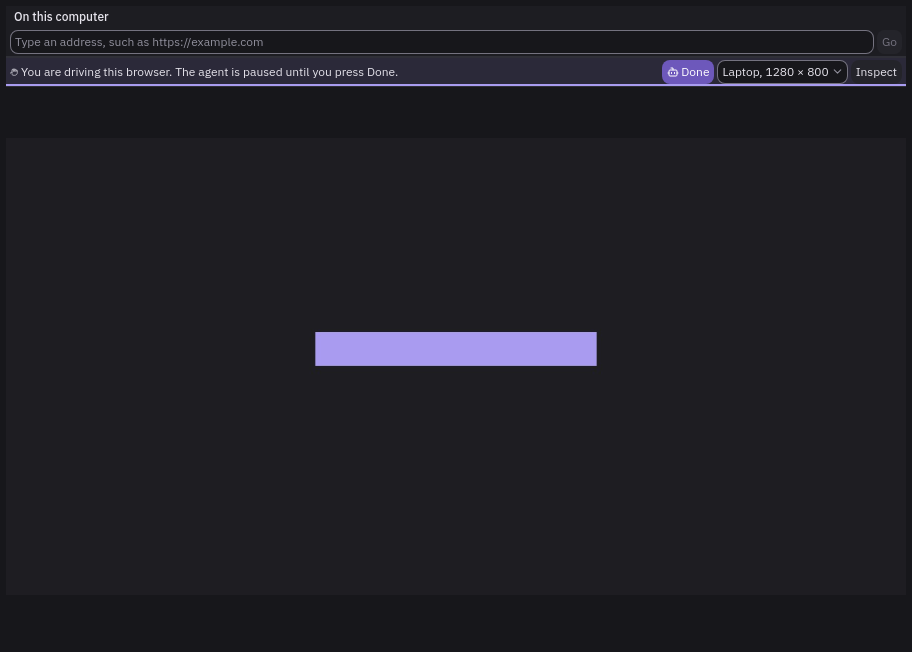 On this computer
Type an address, such as https://example.com
Go
You are driving this browser. The agent is paused until you press Done.
Done
Laptop, 1280 × 800
Inspect